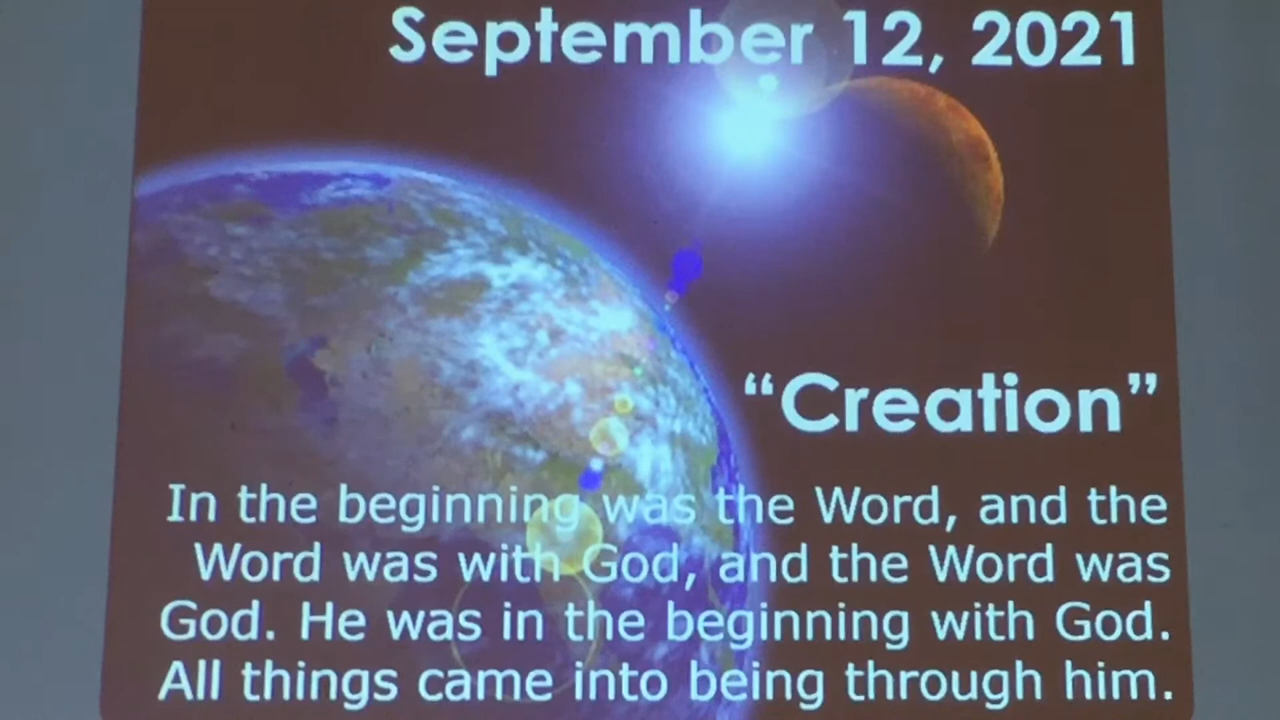 September 12, 2021
“Creation”
In the beginning was the Word, and the
Word was with God, and the Word was
God. He was in the beginning with God.
All things came into being through him.